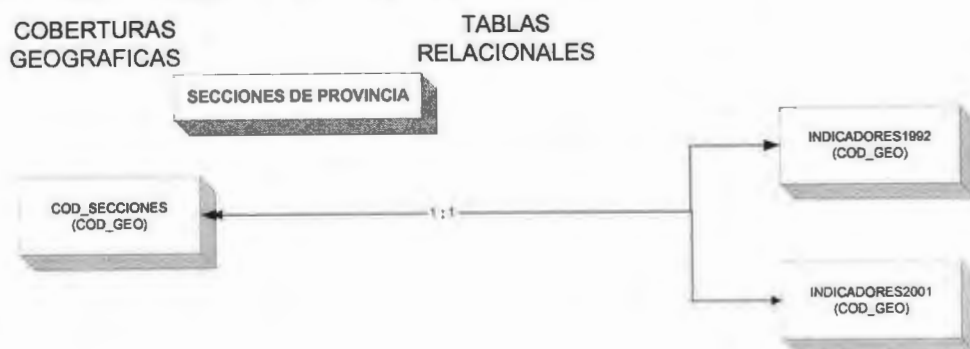 COBERTURAS
GEOGRAFICAS
TABLAS
RELACIONALES
SECCIONES DE PROVINCIA
COD_SECCIONES
(COD_GEO)
1 : 1
INDICADORES1992
(COD_GEO)
INDICADORES2001
(COD_GEO)